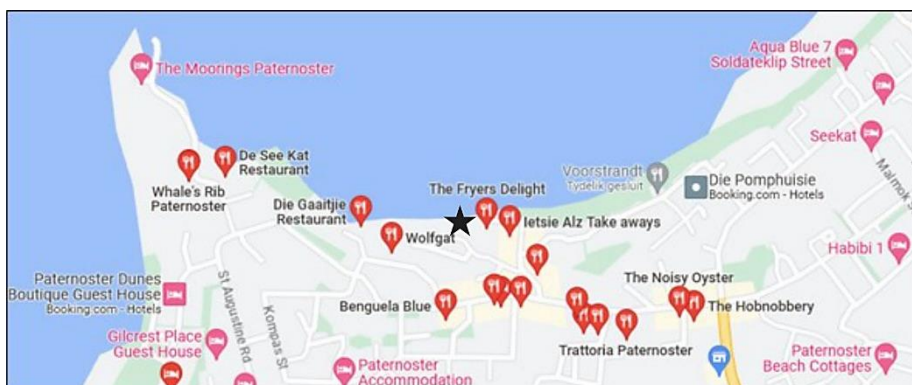 Aqua Blue 7
Soldateklip Street
The Moorings Paternoster
Seekat
De See Kat
Restaurant
Whale's Rib
Paternoster
Voorstrandt
Tydelik gesluit
Malmok S
Die Pomphuisie
Booking.com - Hotels
The Fryers Delight
Die Gaaitjie
Restaurant
Ietsie Alz Take aways
Wolfgat
Habibi 1
Paternoster Dunes
Boutique Guest House
Booking.com - Hotels
St Augustine Rd
Kompas St
Benguela Blue
The Noisy Oyster
The Hobnobbery
Gilcrest Place
Guest House
Trattoria Paternoster
Paternoster
Accommodation
Paternoster
Beach Cottages